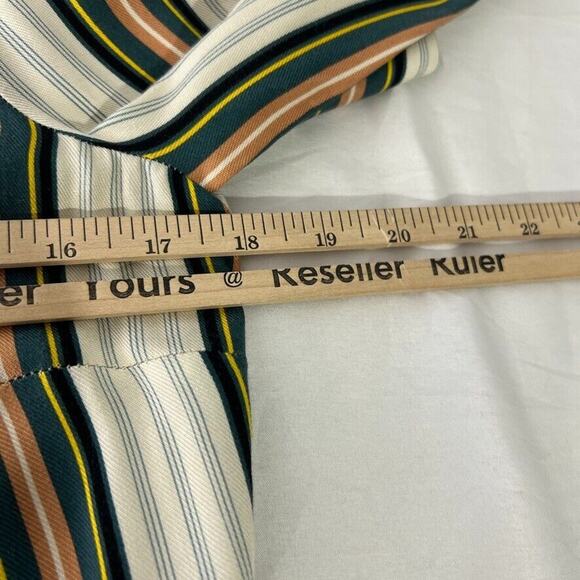 16 17 18 19 20 21 22
er Yours @ Reseller Ruler